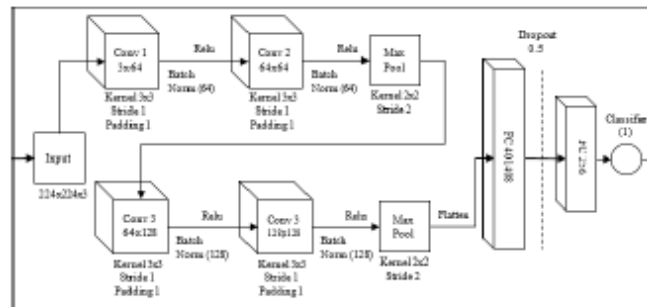 Input
224x224x3
Conv 1
3x64
Kernel 3x3
Stride 1
Padding 1
Relu
Batch
Norm (64)
Conv 2
64x64
Kernel 3x3
Stride 1
Padding 1
Relu
Batch
Norm (64)
Max
Pool
Kernel 2x2
Stride 2
Conv 3
64x128
Kernel 3x3
Stride 1
Padding 1
Relu
Batch
Norm (128)
Conv 3
128x128
Kernel 3x3
Stride 1
Padding 1
Relu
Batch
Norm (128)
Max
Pool
Kernel 2x2
Stride 2
Flatten
FC 401408
Dropout
0.5
FC 256
Classifier
(1)